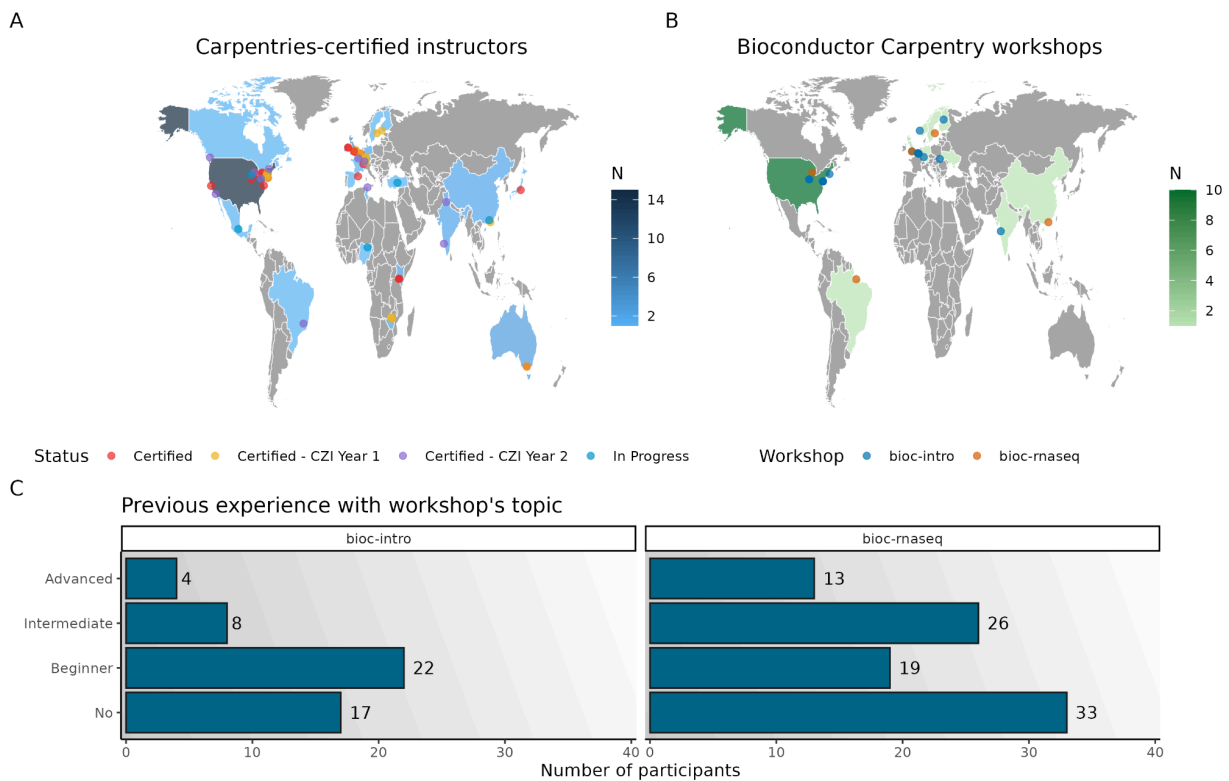 A
B
Carpentries-certified instructors
Bioconductor Carpentry workshops
N
14
10
6
2
N
10
8
6
4
2
Status Certified Certified - CZI Year 1 Certified - CZI Year 2 In Progress
Workshop bioc-intro bioc-rnaseq
C
Previous experience with workshop's topic
bioc-intro
bioc-rnaseq
Advanced 4 13
Intermediate 8 26
Beginner 22 19
No 17 33
0 10 20 30 40
0 10 20 30 40
Number of participants